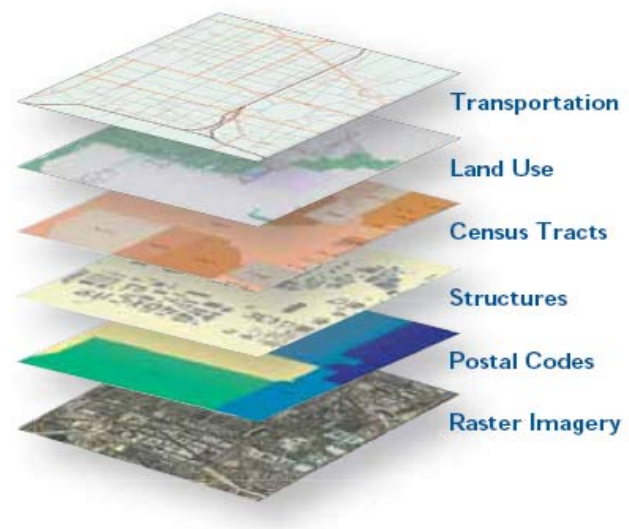 Transportation
Land Use
Census Tracts
Structures
Postal Codes
Raster Imagery